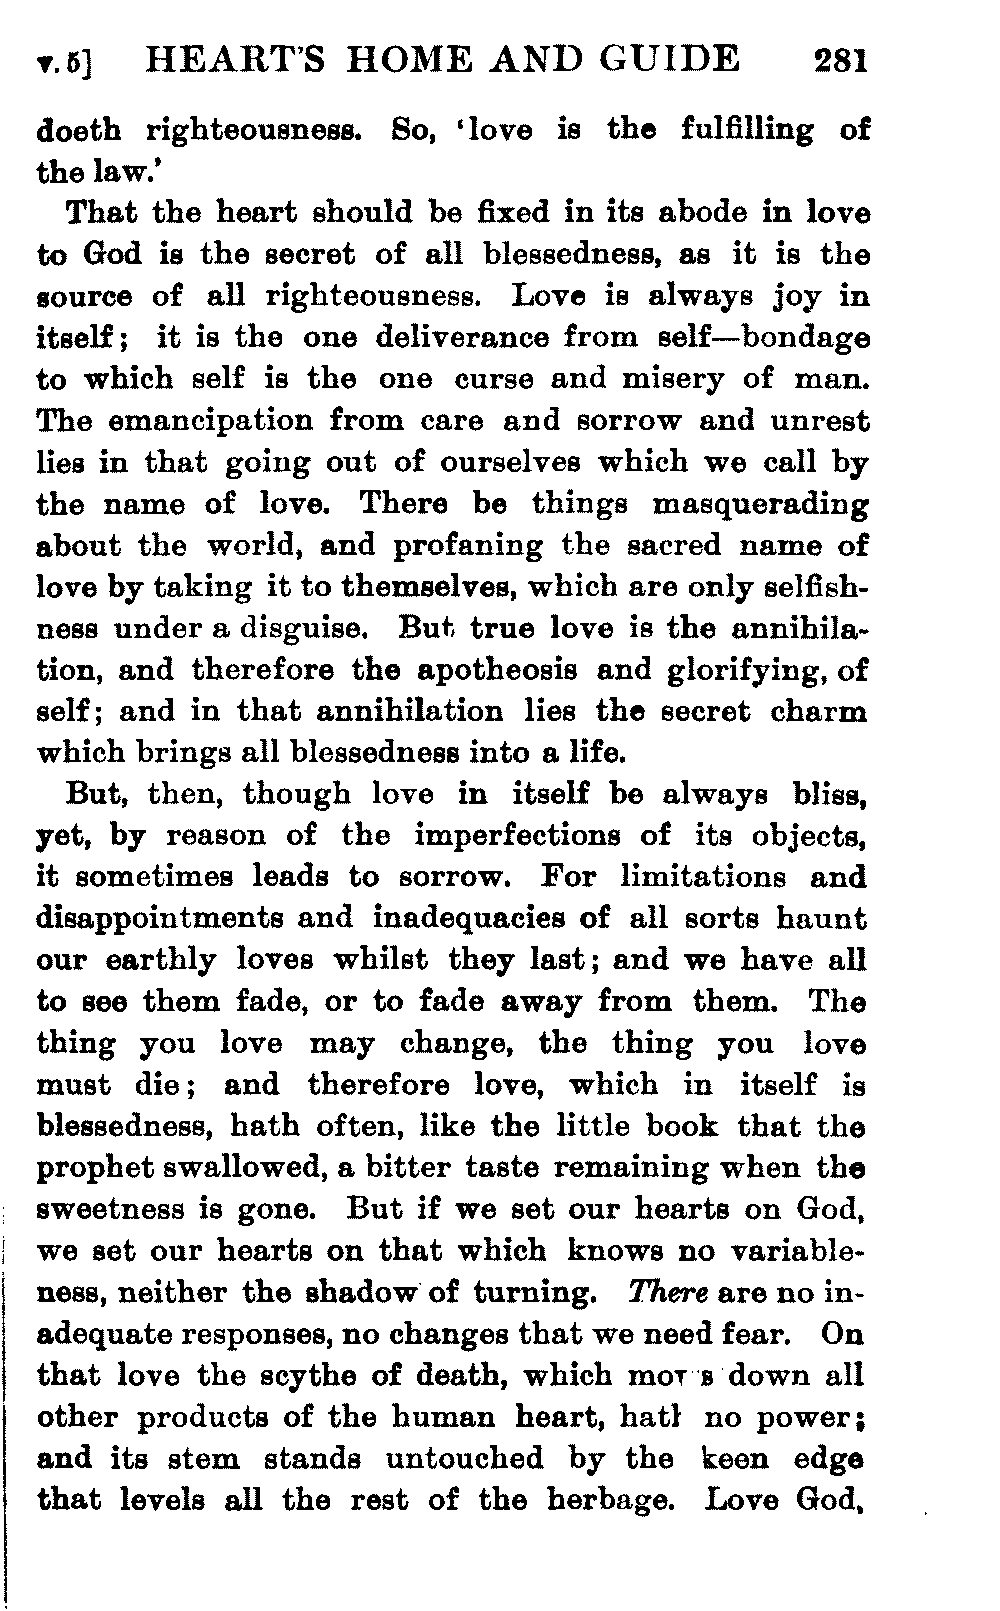 v. 5] HEART'S HOME AND GUIDE 281
doeth righteousness. So, 'love is the fulfilling of
the law.'
That the heart should be fixed in its abode in love
to God is the secret of all blessedness, as it is the
source of all righteousness. Love is always joy in
itself; it is the one deliverance from self—bondage
to which self is the one curse and misery of man.
The emancipation from care and sorrow and unrest
lies in that going out of ourselves which we call by
the name of love. There be things masquerading
about the world, and profaning the sacred name of
love by taking it to themselves, which are only selfish-
ness under a disguise. But true love is the annihila-
tion, and therefore the apotheosis and glorifying, of
self; and in that annihilation lies the secret charm
which brings all blessedness into a life.
But, then, though love in itself be always bliss,
yet, by reason of the imperfections of its objects,
it sometimes leads to sorrow. For limitations and
disappointments and inadequacies of all sorts haunt
our earthly loves whilst they last; and we have all
to see them fade, or to fade away from them. The
thing you love may change, the thing you love
must die; and therefore love, which in itself is
blessedness, hath often, like the little book that the
prophet swallowed, a bitter taste remaining when the
sweetness is gone. But if we set our hearts on God,
we set our hearts on that which knows no variable-
ness, neither the shadow of turning. There are no in-
adequate responses, no changes that we need fear. On
that love the scythe of death, which mows down all
other products of the human heart, hath no power;
and its stem stands untouched by the keen edge
that levels all the rest of the herbage. Love God,